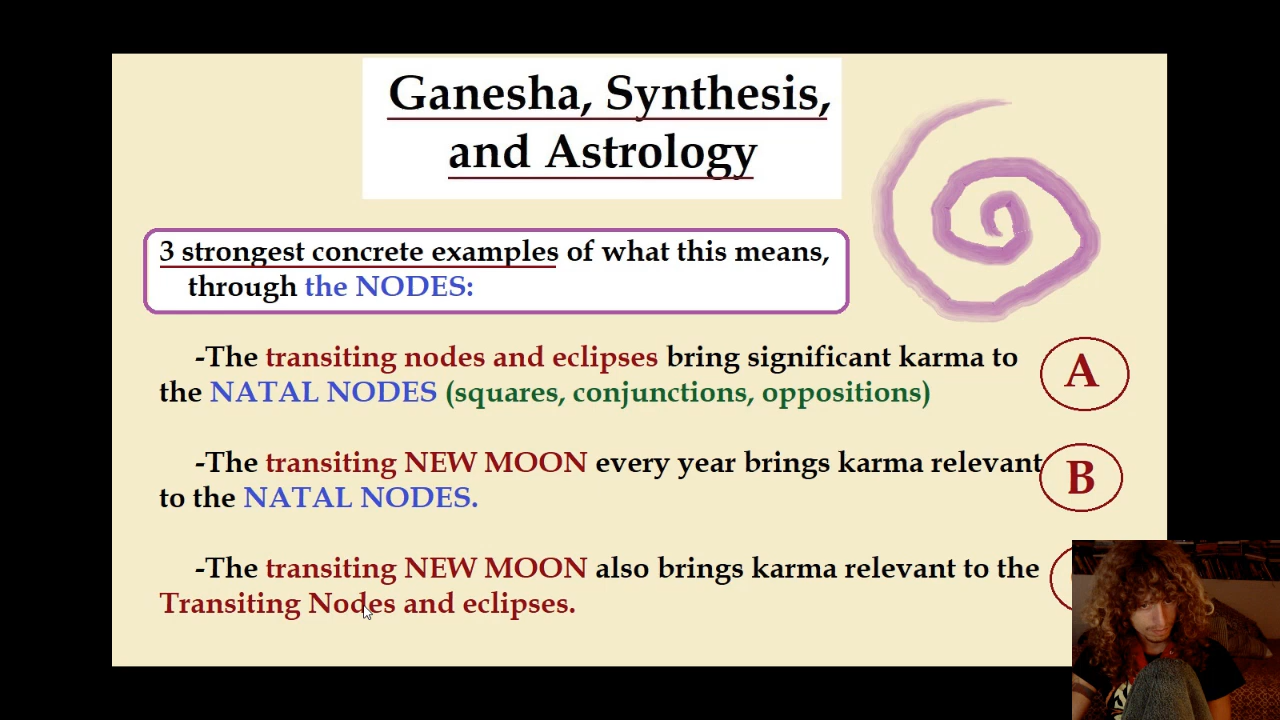 Ganesha, Synthesis,
and Astrology
3 strongest concrete examples of what this means,
through the NODES:
-The transiting nodes and eclipses bring significant karma to
the NATAL NODES (squares, conjunctions, oppositions)
A
-The transiting NEW MOON every year brings karma relevant
to the NATAL NODES.
B
-The transiting NEW MOON also brings karma relevant to the
Transiting Nodes and eclipses.